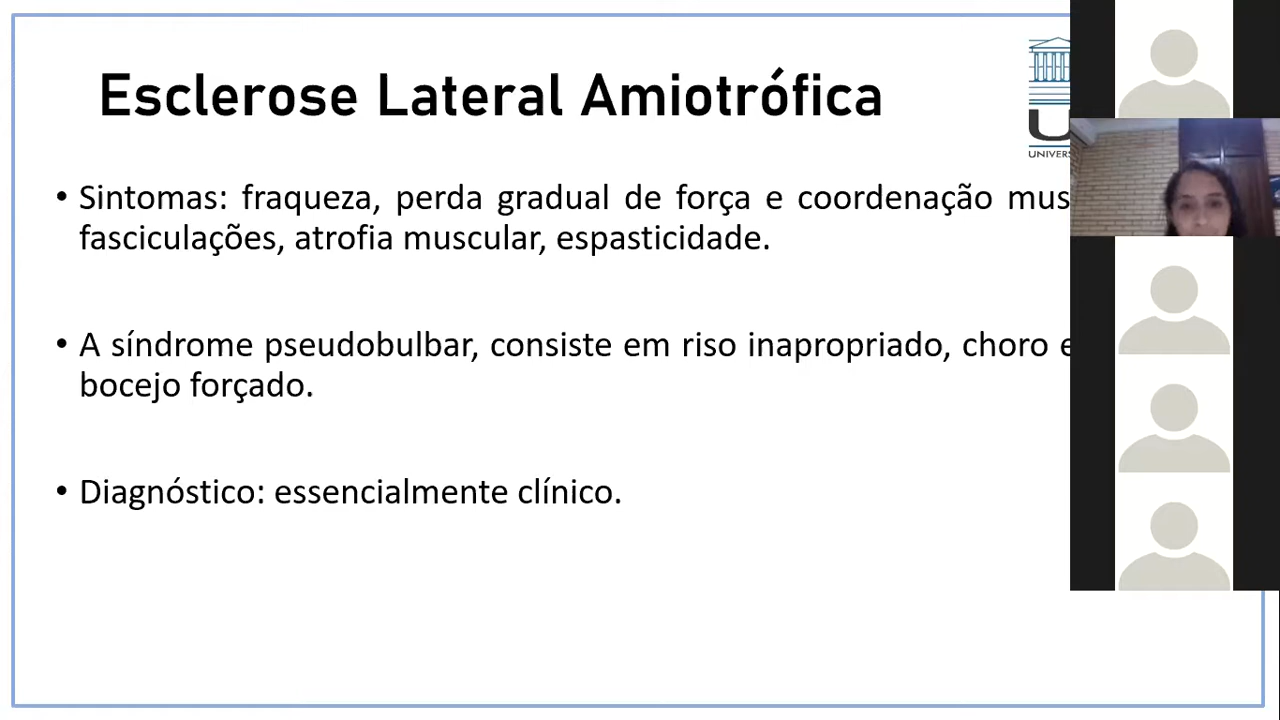 Esclerose Lateral Amiotrófica
• Sintomas: fraqueza, perda gradual de força e coordenação mus
fasciculações, atrofia muscular, espasticidade.
• A síndrome pseudobulbar, consiste em riso inapropriado, choro e
bocejo forçado.
• Diagnóstico: essencialmente clínico.
U
UNIVERS